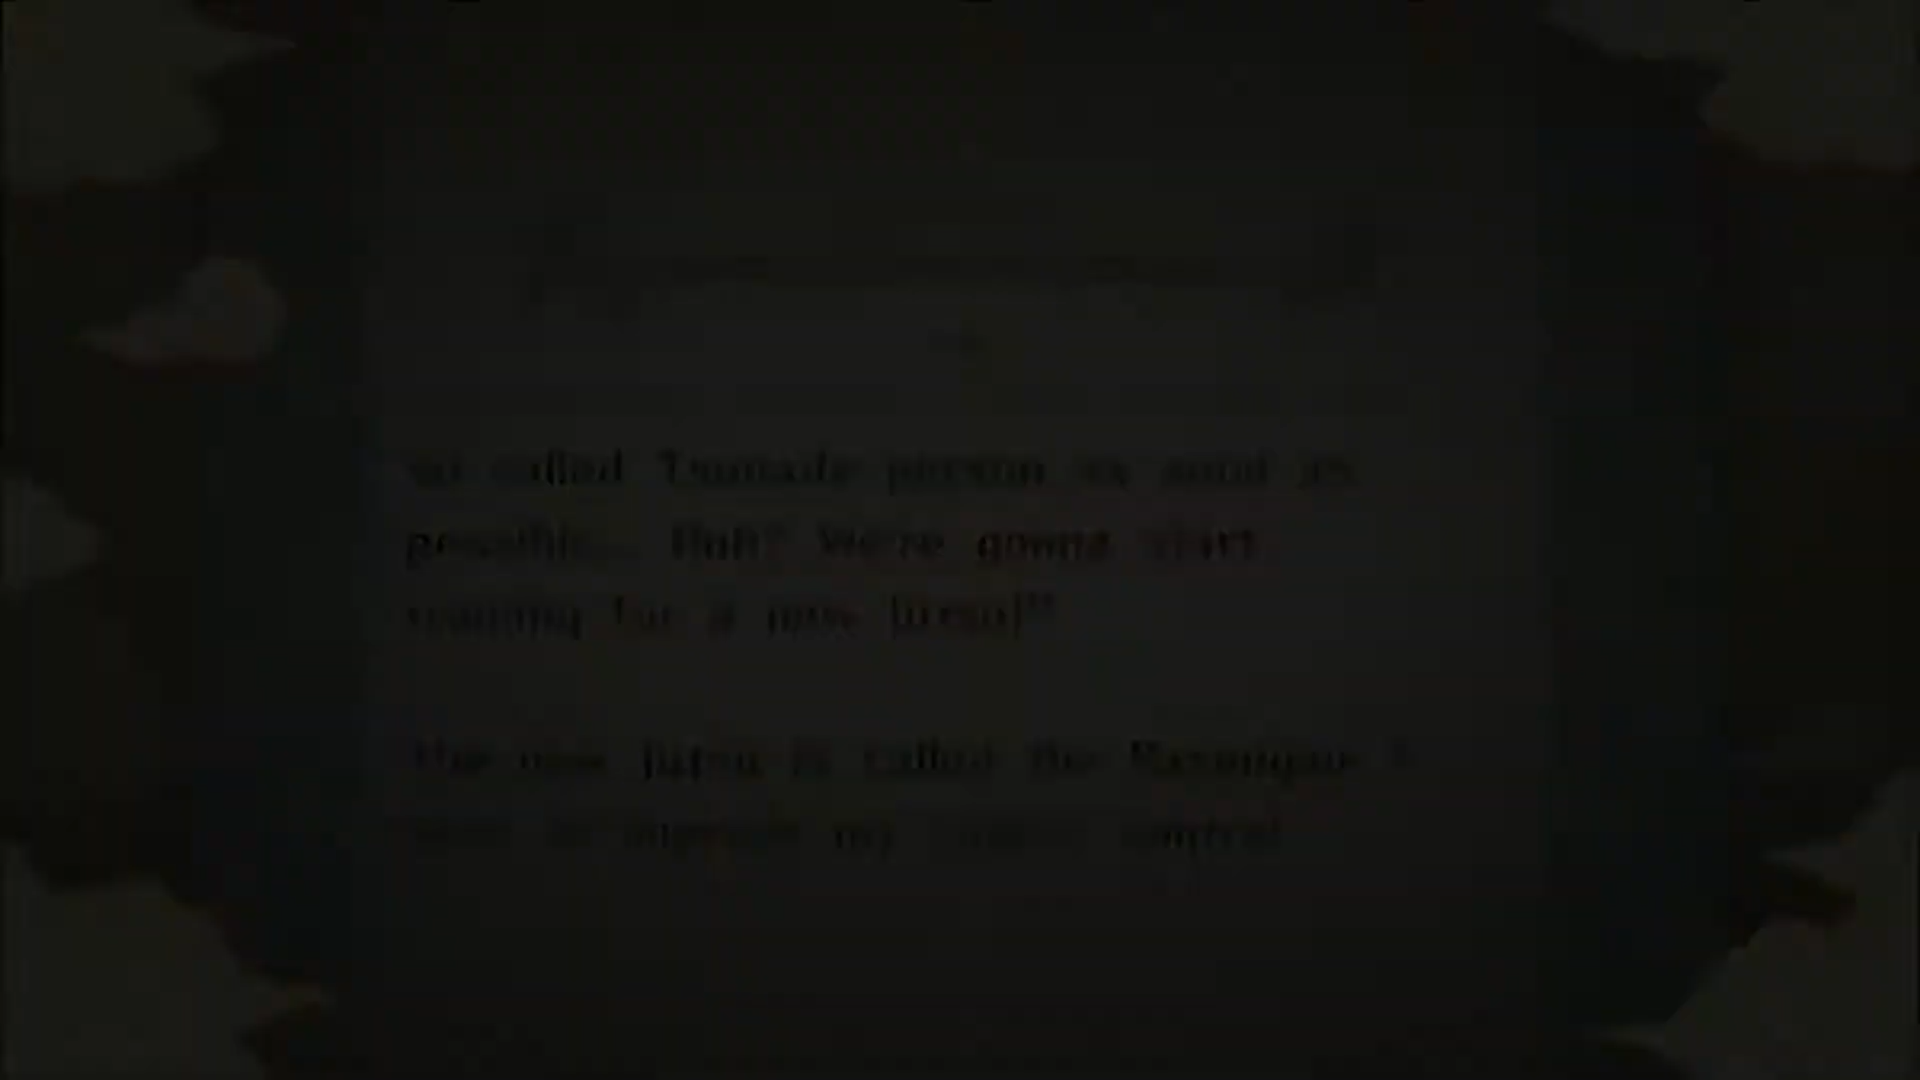 so called Tsunade person as soon as
possible... Huh? We're gonna start
training for a new jutsu!"
The new jutsu is called the Rasengan. I
need to improve my control